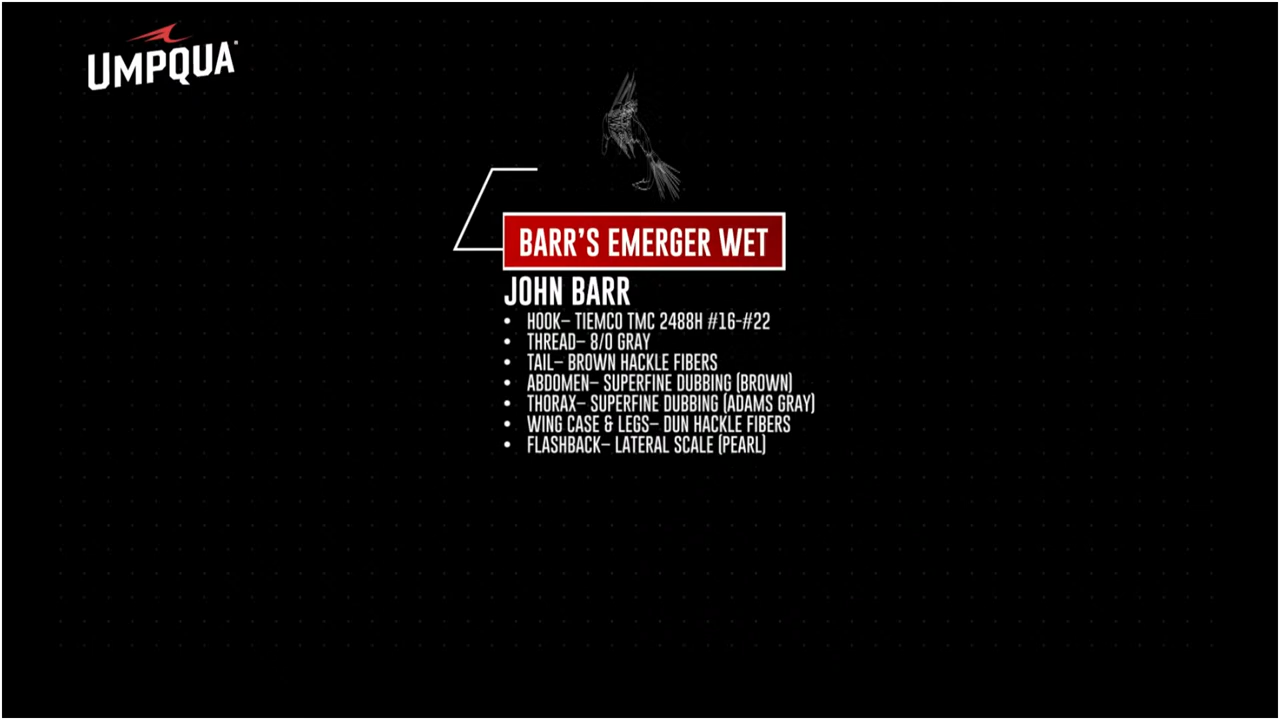 UMPQUA®
BARR'S EMERGER WET
JOHN BARR
• HOOK– TIEMCO TMC 2488H #16-#22
• THREAD– 8/0 GRAY
• TAIL– BROWN HACKLE FIBERS
• ABDOMEN– SUPERFINE DUBBING (BROWN)
• THORAX– SUPERFINE DUBBING (ADAMS GRAY)
• WING CASE & LEGS– DUN HACKLE FIBERS
• FLASHBACK– LATERAL SCALE (PEARL)